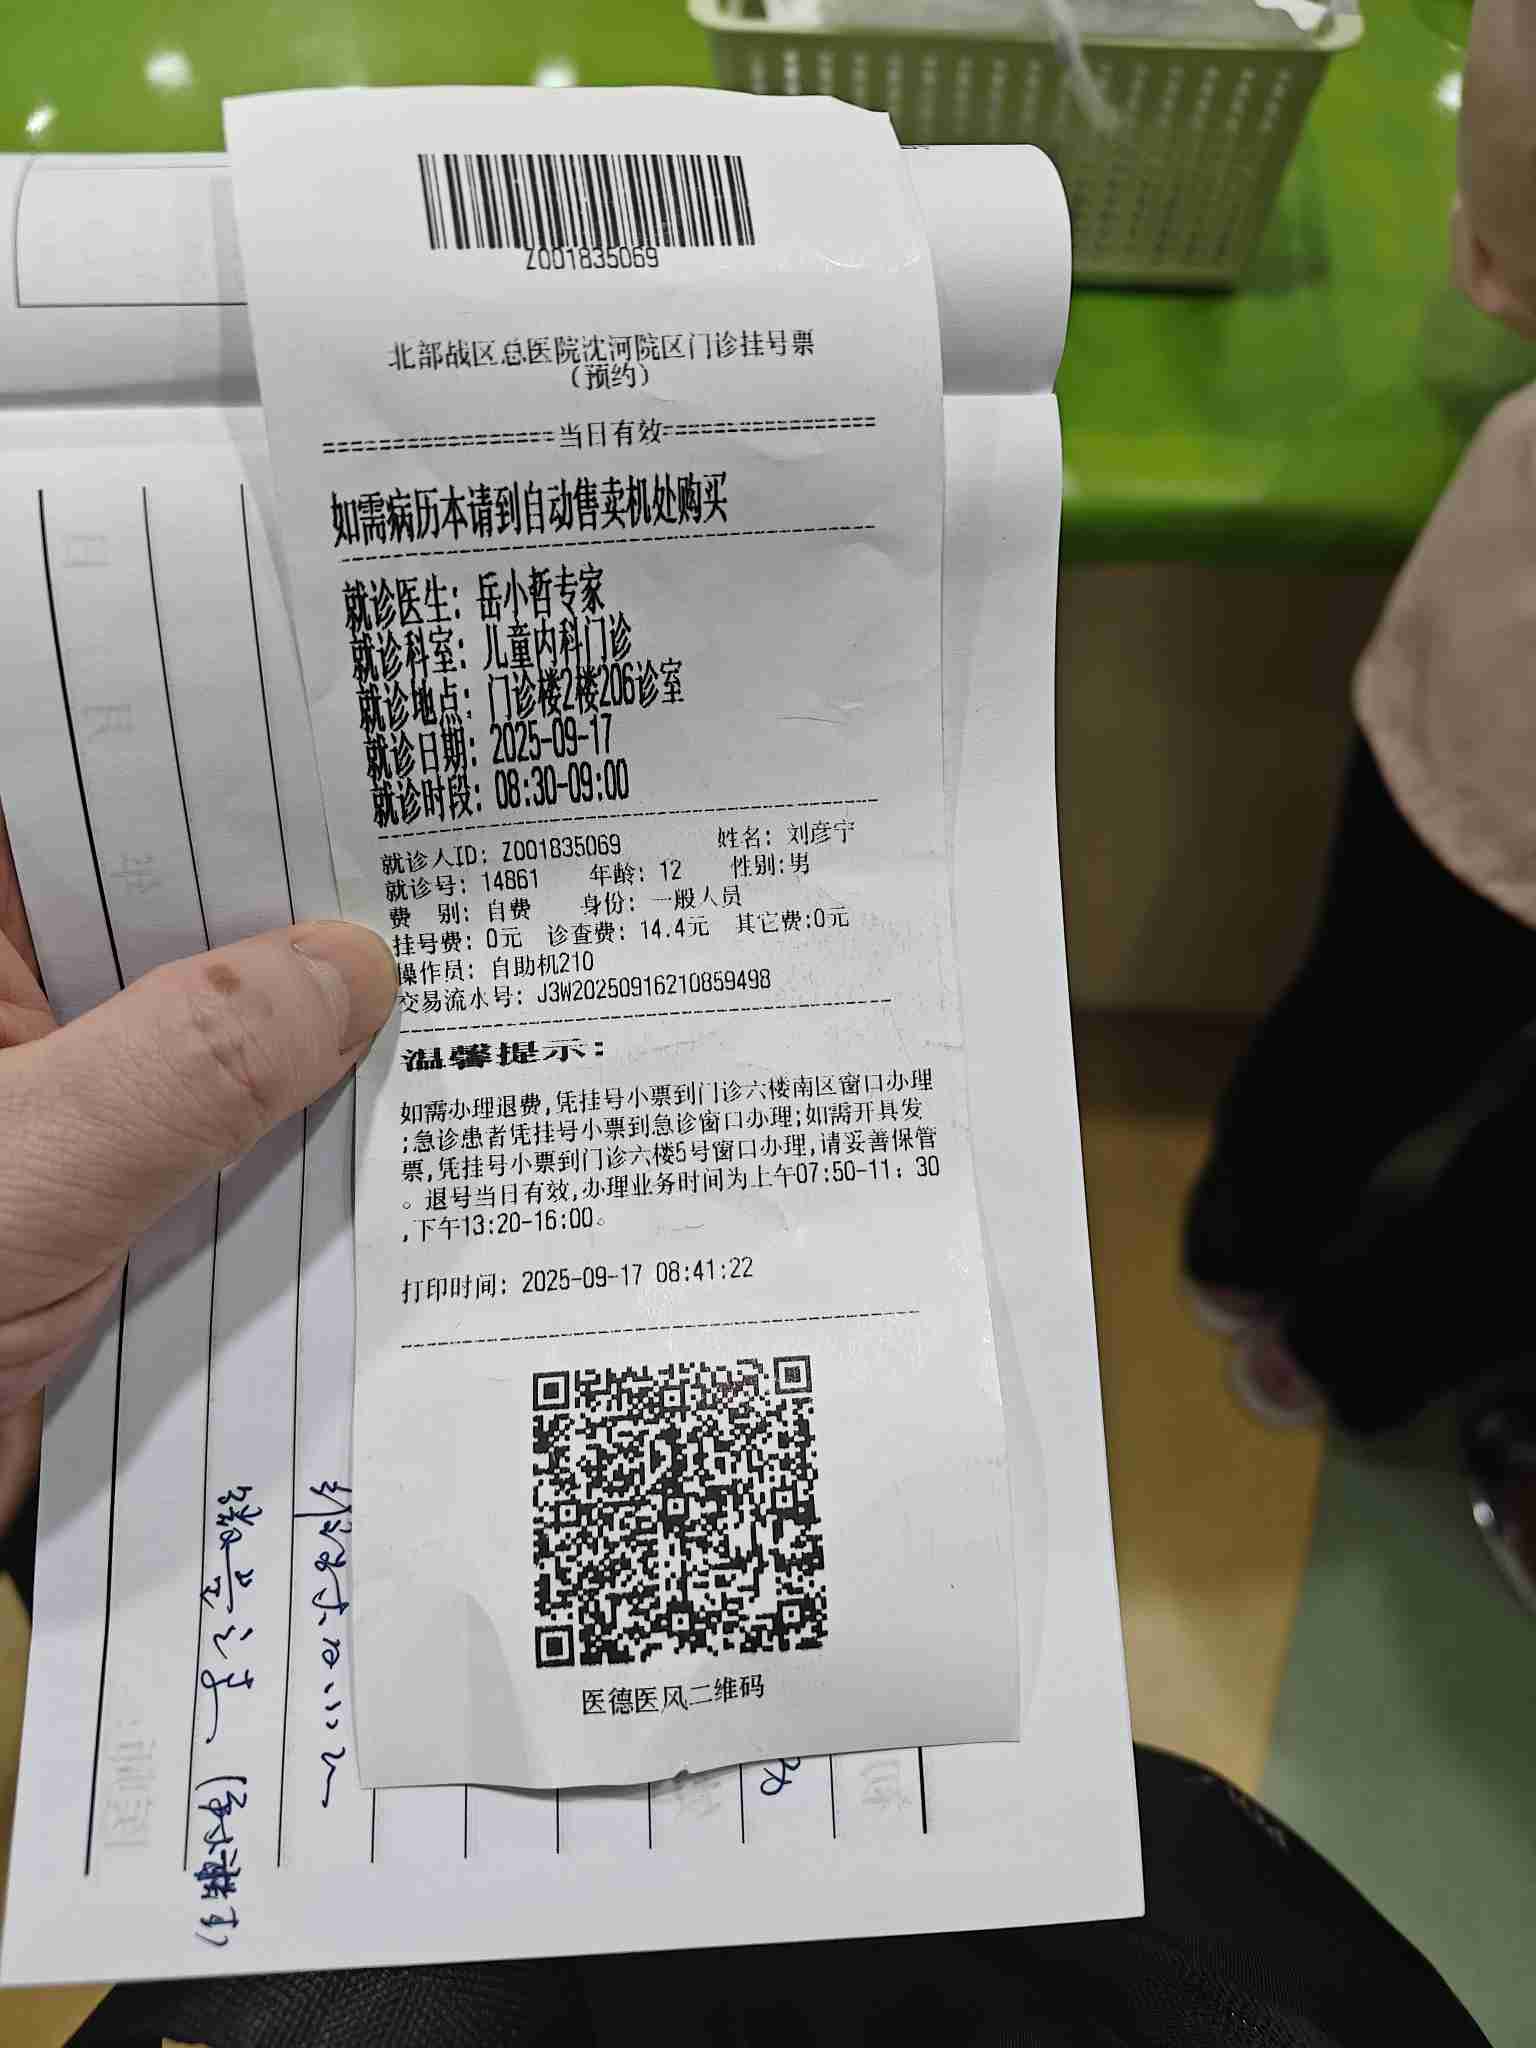 Z001835069
北部战区总医院沈河院区门诊挂号票
（预约）
==================当日有效==================
如需病历本请到自动售卖机处购买
就诊医生：岳小哲专家
就诊科室：儿童内科门诊
就诊地点：门诊楼2楼206诊室
就诊日期：2025-09-17
就诊时段：08:30-09:00
就诊人ID：Z001835069 姓名：刘彦宁
就诊号：14861 年龄：12 性别:男
费 别：自费 身份：一般人员
挂号费：0元 诊查费：14.4元 其它费:0元
操作员：自助机210
交易流水号：J3W20250916210859498
温馨提示：
如需办理退费,凭挂号小票到门诊六楼南区窗口办理
;急诊患者凭挂号小票到急诊窗口办理;如需开具发
票,凭挂号小票到门诊六楼5号窗口办理,请妥善保管
。退号当日有效,办理业务时间为上午07:50-11：30
,下午13:20-16:00。
打印时间：2025-09-17 08:41:22
医德医风二维码